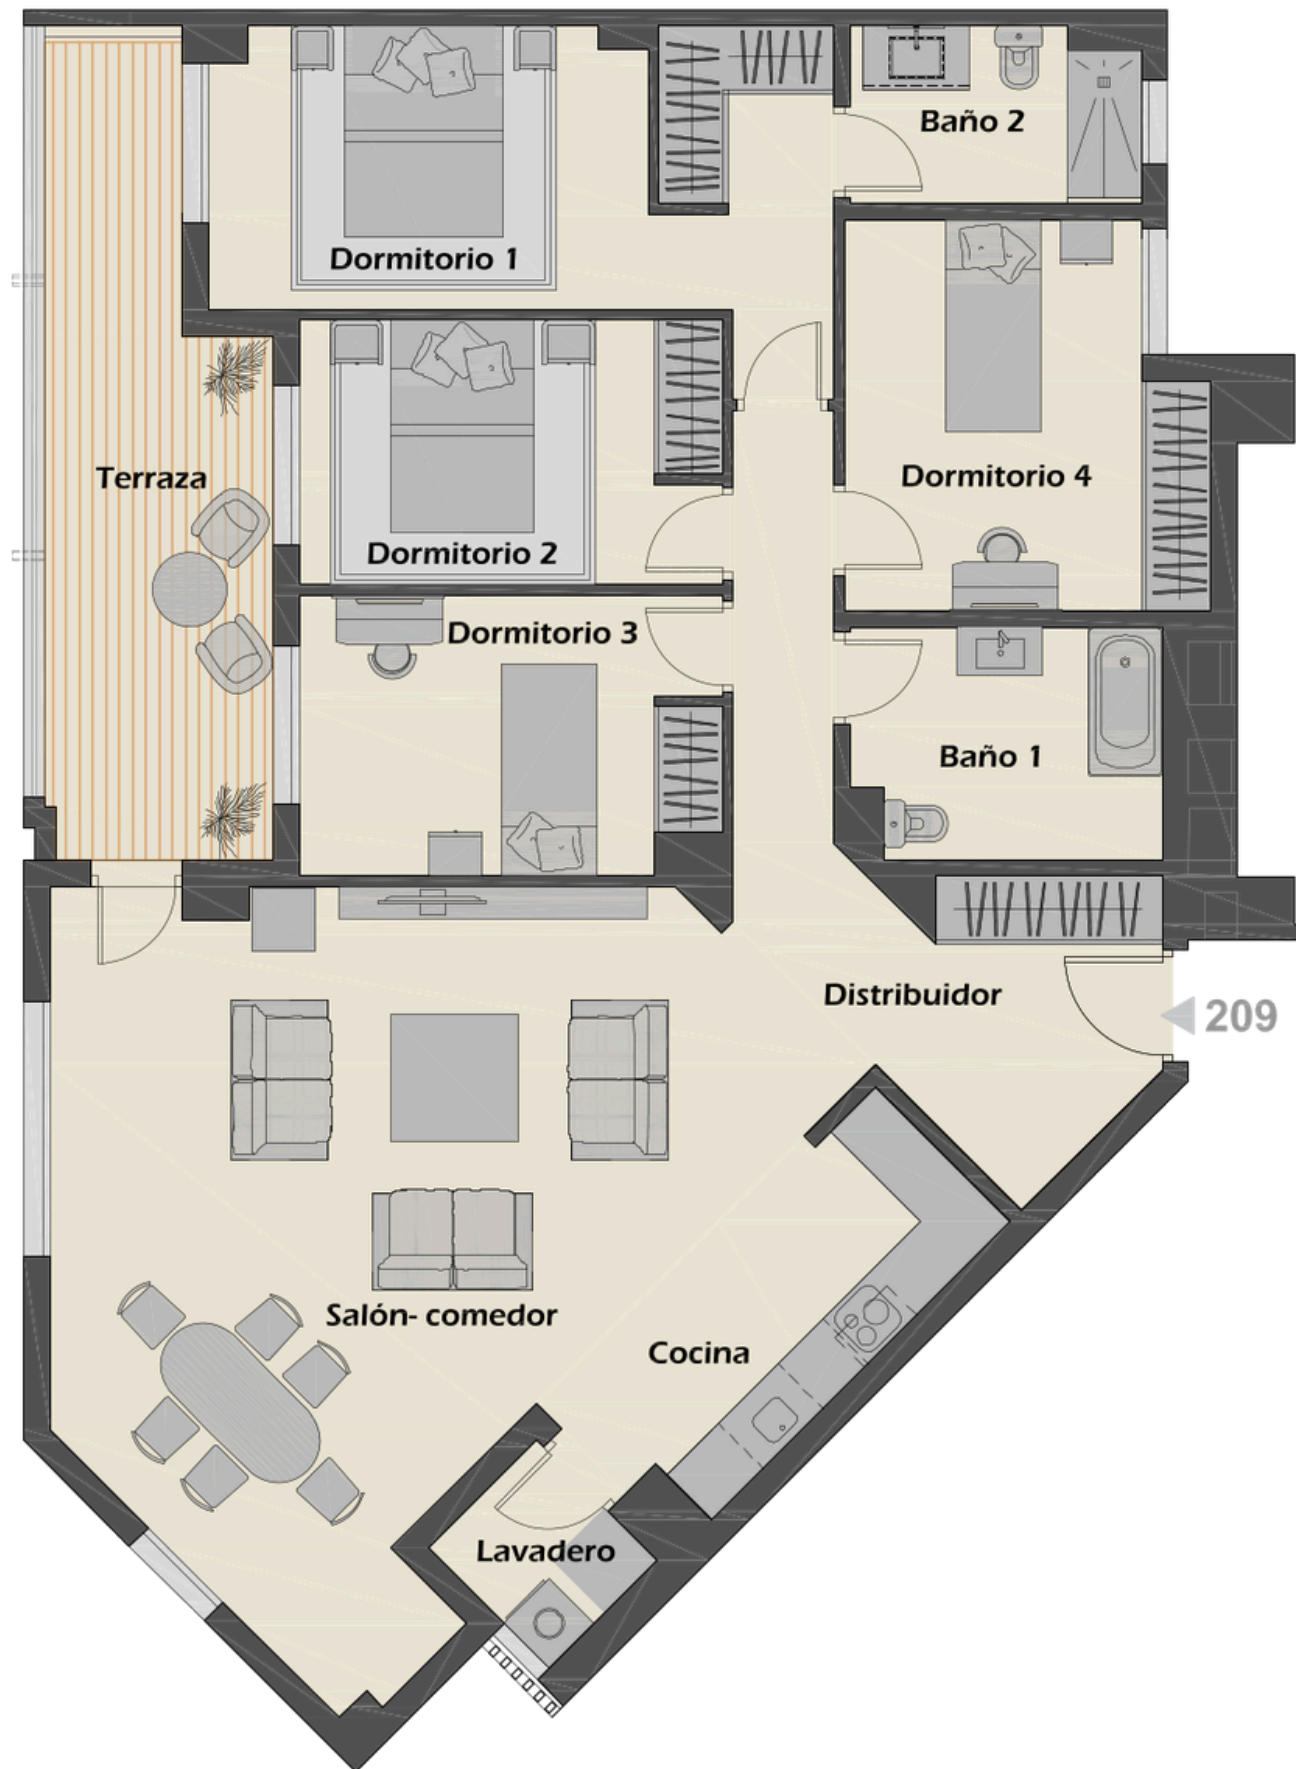 Baño 2
Dormitorio 1
Terraza
Dormitorio 4
Dormitorio 2
Dormitorio 3
Baño 1
Distribuidor
209
Salón- comedor
Cocina
Lavadero